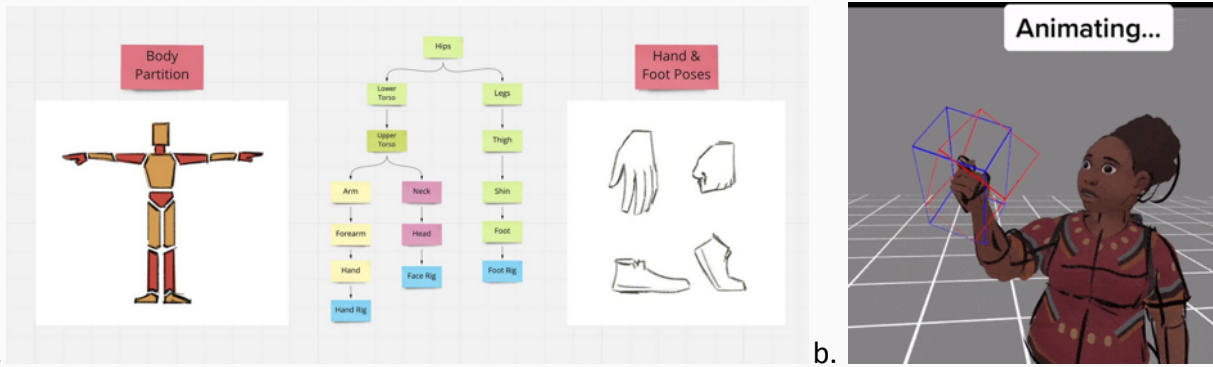 Body
Partition
Hips
Lower
Torso
Legs
Upper
Torso
Thigh
Arm
Neck
Shin
Forearm
Head
Foot
Hand
Face Rig
Foot Rig
Hand Rig
Hand &
Foot Poses
b.
Animating...